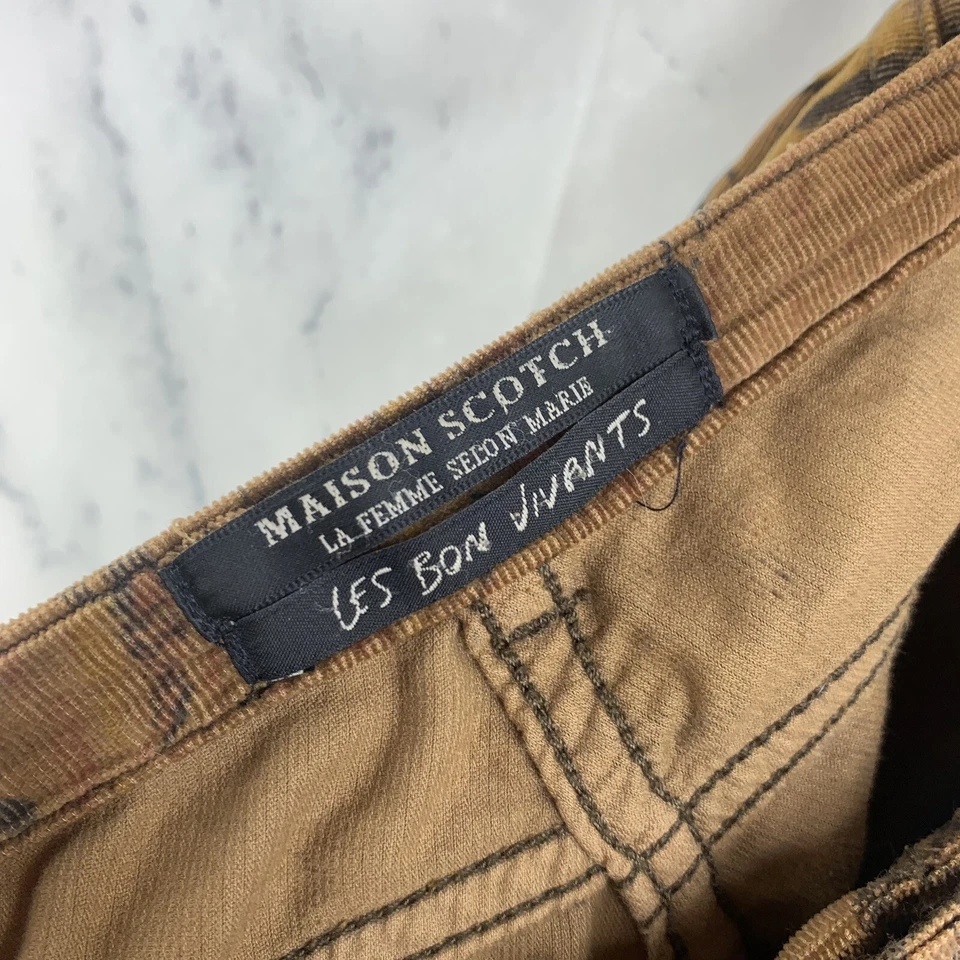 MAISON SCOTCH
LA FEMME SELON MARIE
LES BON VIVANTS